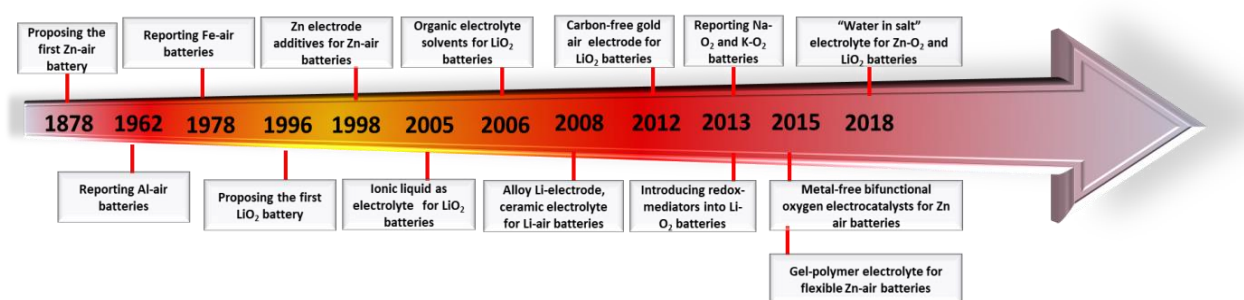 Proposing
the first Zn-air
battery
Reporting Fe-air
batteries
Zn electrode
additives for Zn-air
batteries
Organic electrolyte
solvents for LiO₂
batteries
Carbon-free gold
air electrode for
LiO₂ batteries
Reporting Na-
O₂ and K-O₂
batteries
“Water in salt”
electrolyte for Zn-O₂ and
LiO₂ batteries
1878 1962 1978 1996 1998 2005 2006 2008 2012 2013 2015 2018
Reporting Al-air
batteries
Proposing the first
LiO₂ battery
Ionic liquid as
electrolyte for LiO₂
batteries
Alloy Li-electrode,
ceramic electrolyte
for Li-air batteries
Introducing redox-
mediators into Li-
O₂ batteries
Metal-free bifunctional
oxygen electrocatalysts for Zn
air batteries
Gel-polymer electrolyte for
flexible Zn-air batteries